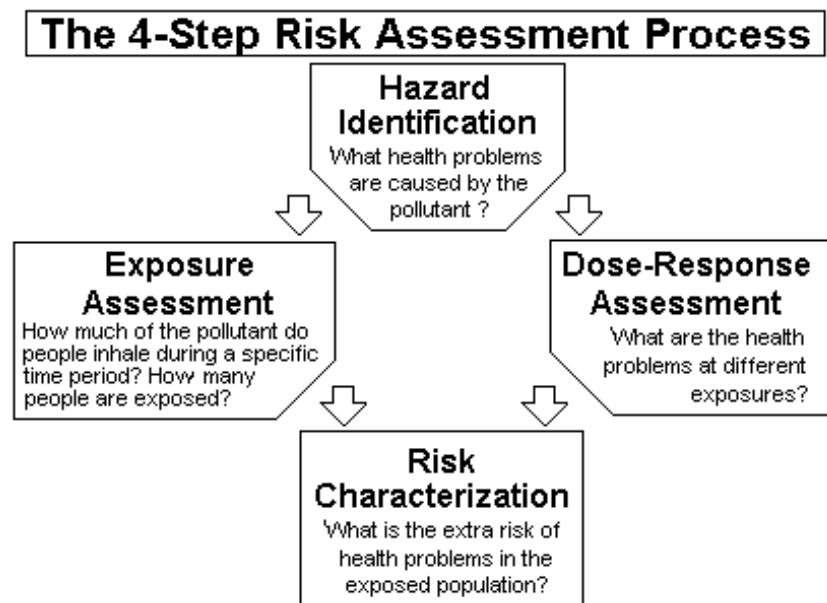 The 4-Step Risk Assessment Process
Hazard
Identification
What health problems
are caused by the
pollutant ?
Exposure
Assessment
How much of the pollutant do
people inhale during a specific
time period? How many
people are exposed?
Dose-Response
Assessment
What are the health
problems at different
exposures?
Risk
Characterization
What is the extra risk of
health problems in the
exposed population?